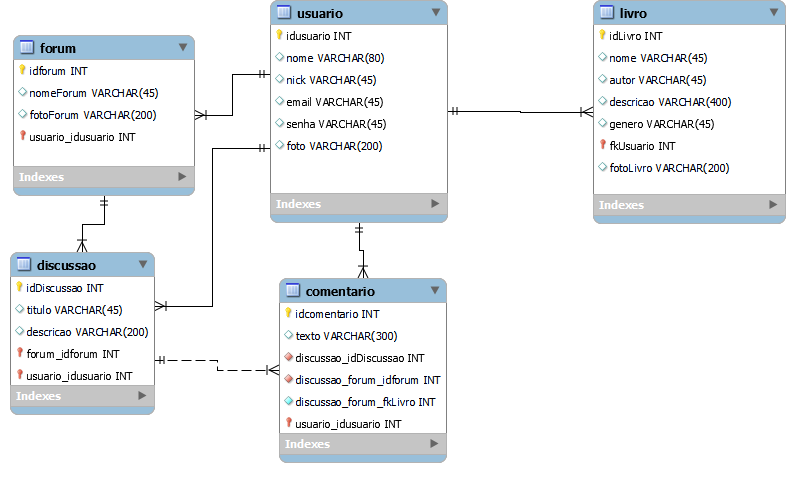 forum
idforum INT
nomeForum VARCHAR(45)
fotoForum VARCHAR(200)
usuario_idusuario INT
Indexes
usuario
idusuario INT
nome VARCHAR(80)
nick VARCHAR(45)
email VARCHAR(45)
senha VARCHAR(45)
foto VARCHAR(200)
Indexes
livro
idLivro INT
nome VARCHAR(45)
autor VARCHAR(45)
descricao VARCHAR(400)
genero VARCHAR(45)
fkUsuario INT
fotoLivro VARCHAR(200)
Indexes
discussao
idDiscussao INT
titulo VARCHAR(45)
descricao VARCHAR(200)
forum_idforum INT
usuario_idusuario INT
Indexes
comentario
idcomentario INT
texto VARCHAR(300)
discussao_idDiscussao INT
discussao_forum_idforum INT
discussao_forum_fkLivro INT
usuario_idusuario INT
Indexes